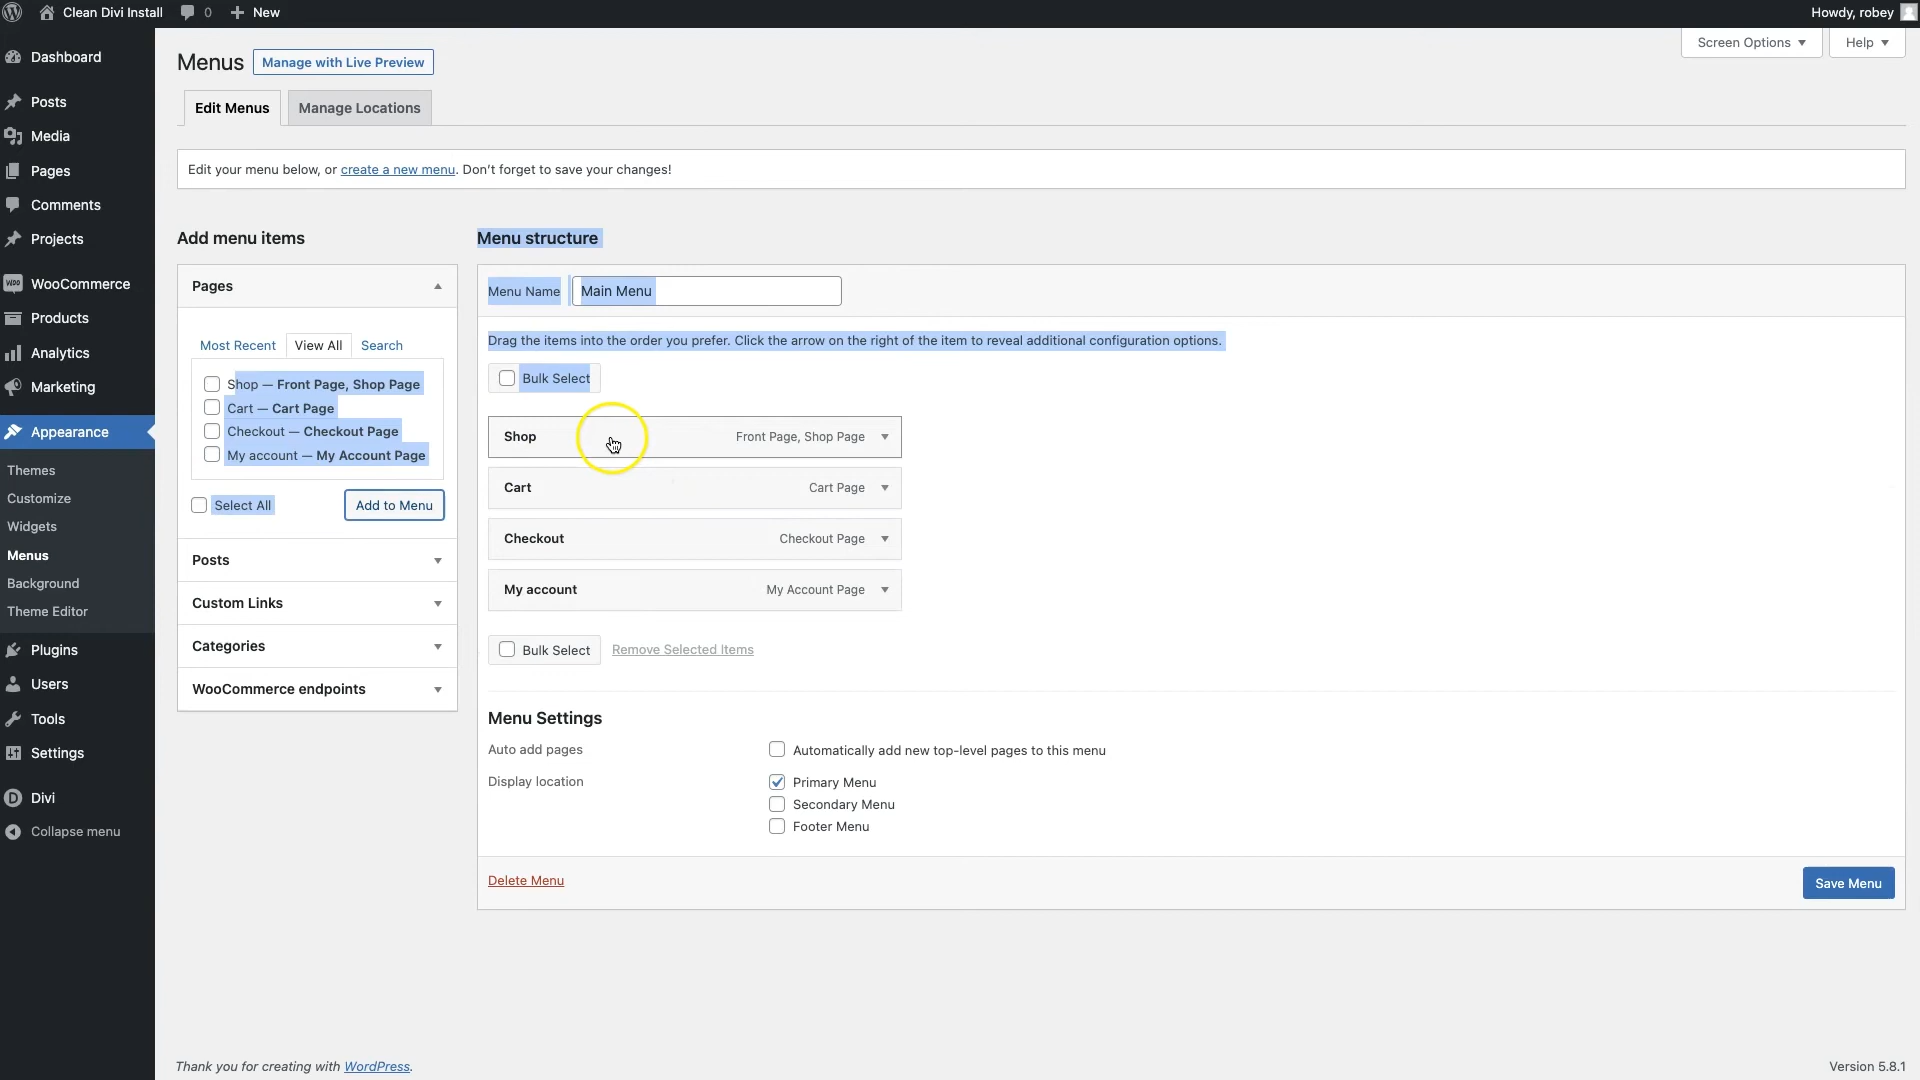 Clean Divi Install 0 New Howdy, robey
Screen Options Help
Dashboard
Posts
Media
Pages
Comments
Projects
WooCommerce
Products
Analytics
Marketing
Appearance
Themes
Customize
Widgets
Menus
Background
Theme Editor
Plugins
Users
Tools
Settings
Divi
Collapse menu
Menus Manage with Live Preview
Edit Menus Manage Locations
Edit your menu below, or create a new menu. Don't forget to save your changes!
Add menu items
Pages
Most Recent View All Search
Shop — Front Page, Shop Page
Cart — Cart Page
Checkout — Checkout Page
My account — My Account Page
Select All Add to Menu
Posts
Custom Links
Categories
WooCommerce endpoints
Menu structure
Menu Name Main Menu
Drag the items into the order you prefer. Click the arrow on the right of the item to reveal additional configuration options.
Bulk Select
Shop Front Page, Shop Page
Cart Cart Page
Checkout Checkout Page
My account My Account Page
Bulk Select Remove Selected Items
Menu Settings
Auto add pages Automatically add new top-level pages to this menu
Display location Primary Menu
Secondary Menu
Footer Menu
Delete Menu Save Menu
Thank you for creating with WordPress. Version 5.8.1